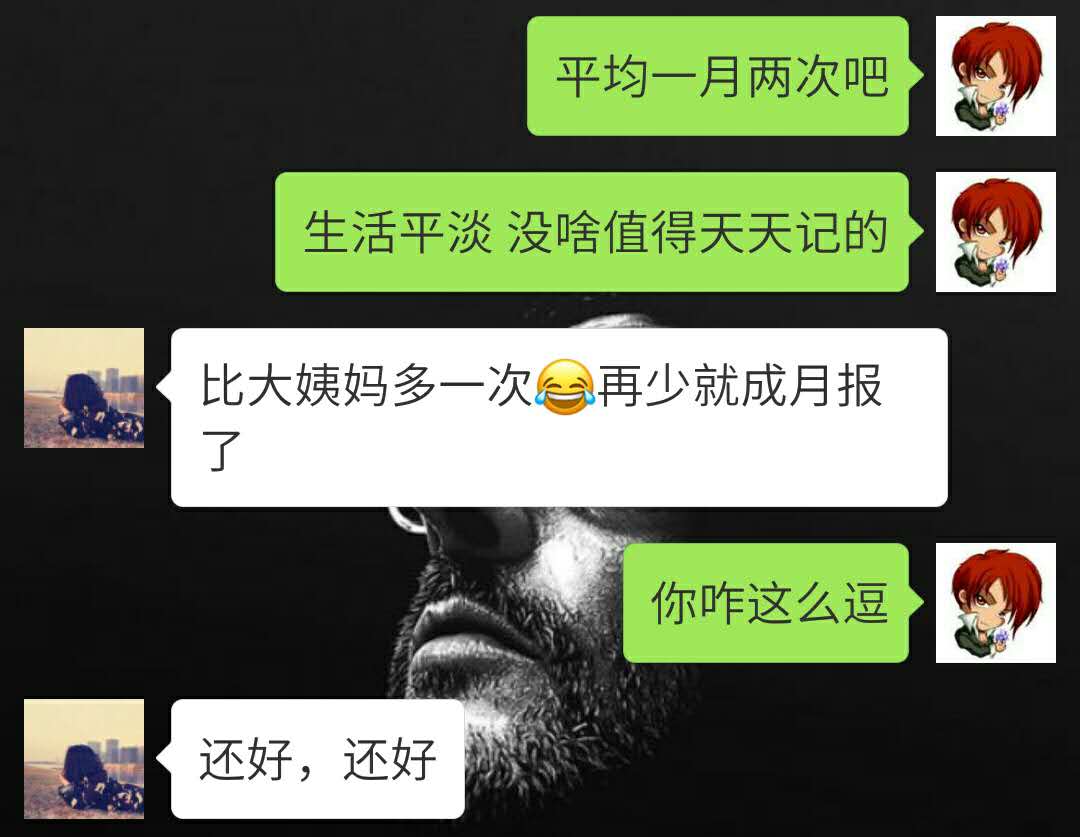 平均一月两次吧
生活平淡 没啥值得天天记的
比大姨妈多一次😂再少就成月报
了
你咋这么逗
还好，还好